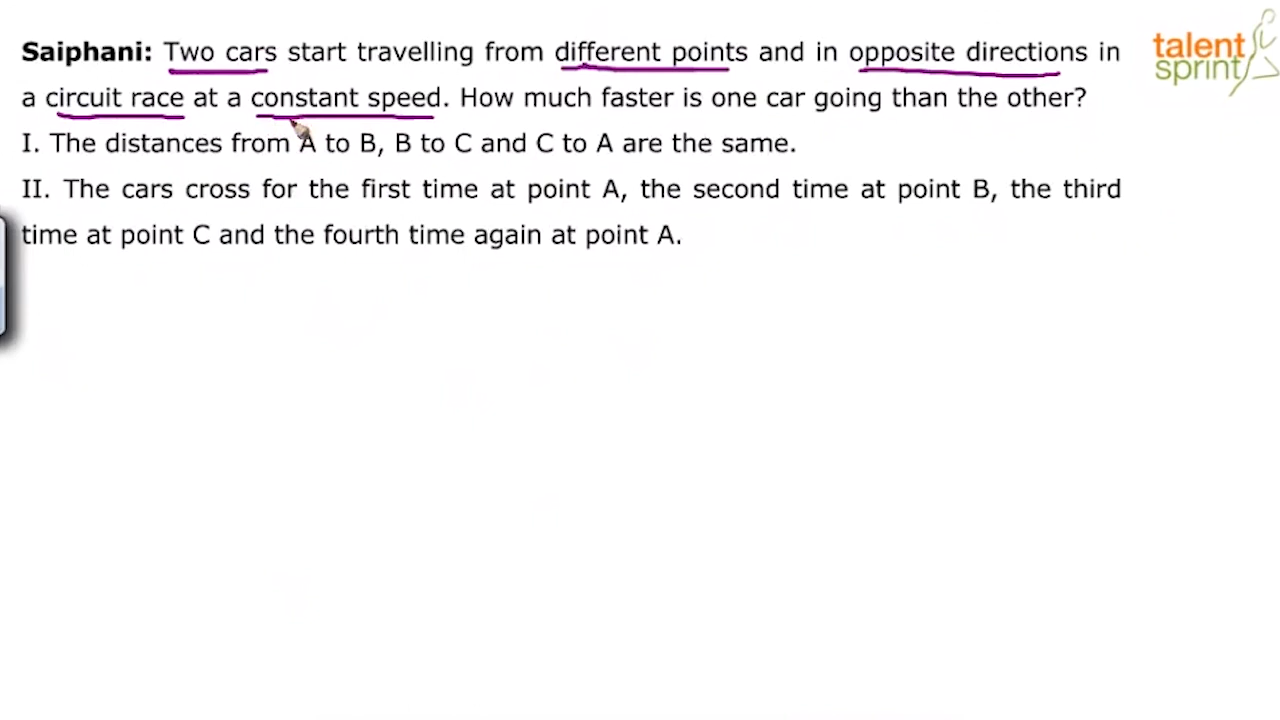 Saiphani: Two cars start travelling from different points and in opposite directions in
a circuit race at a constant speed. How much faster is one car going than the other?
I. The distances from A to B, B to C and C to A are the same.
II. The cars cross for the first time at point A, the second time at point B, the third
time at point C and the fourth time again at point A.
talent
sprint